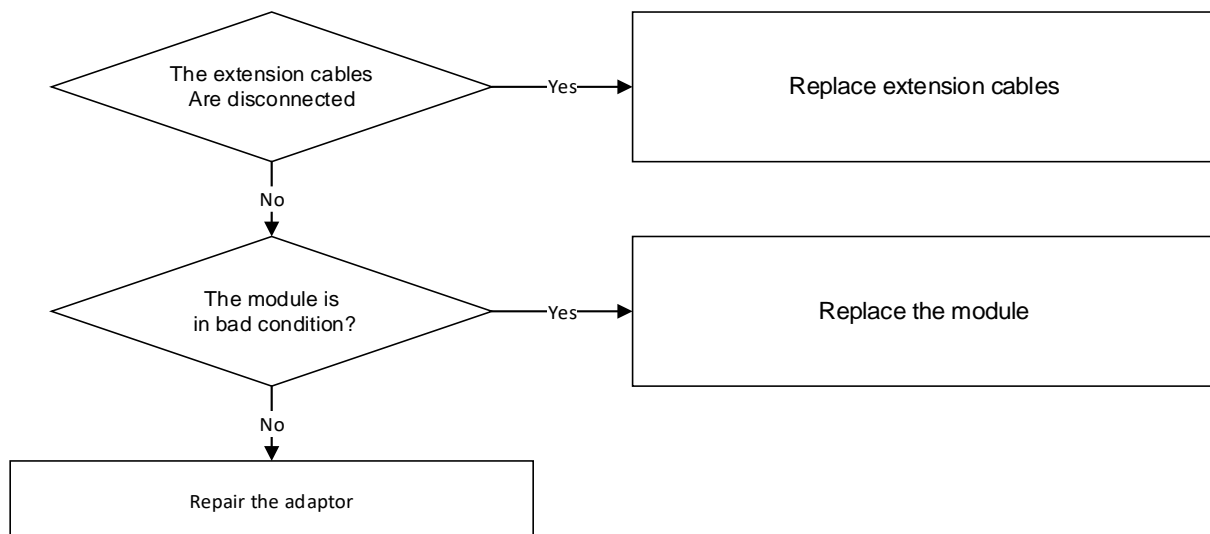 The extension cables
Are disconnected
Yes
Replace extension cables
No
The module is
in bad condition?
Yes
Replace the module
No
Repair the adaptor